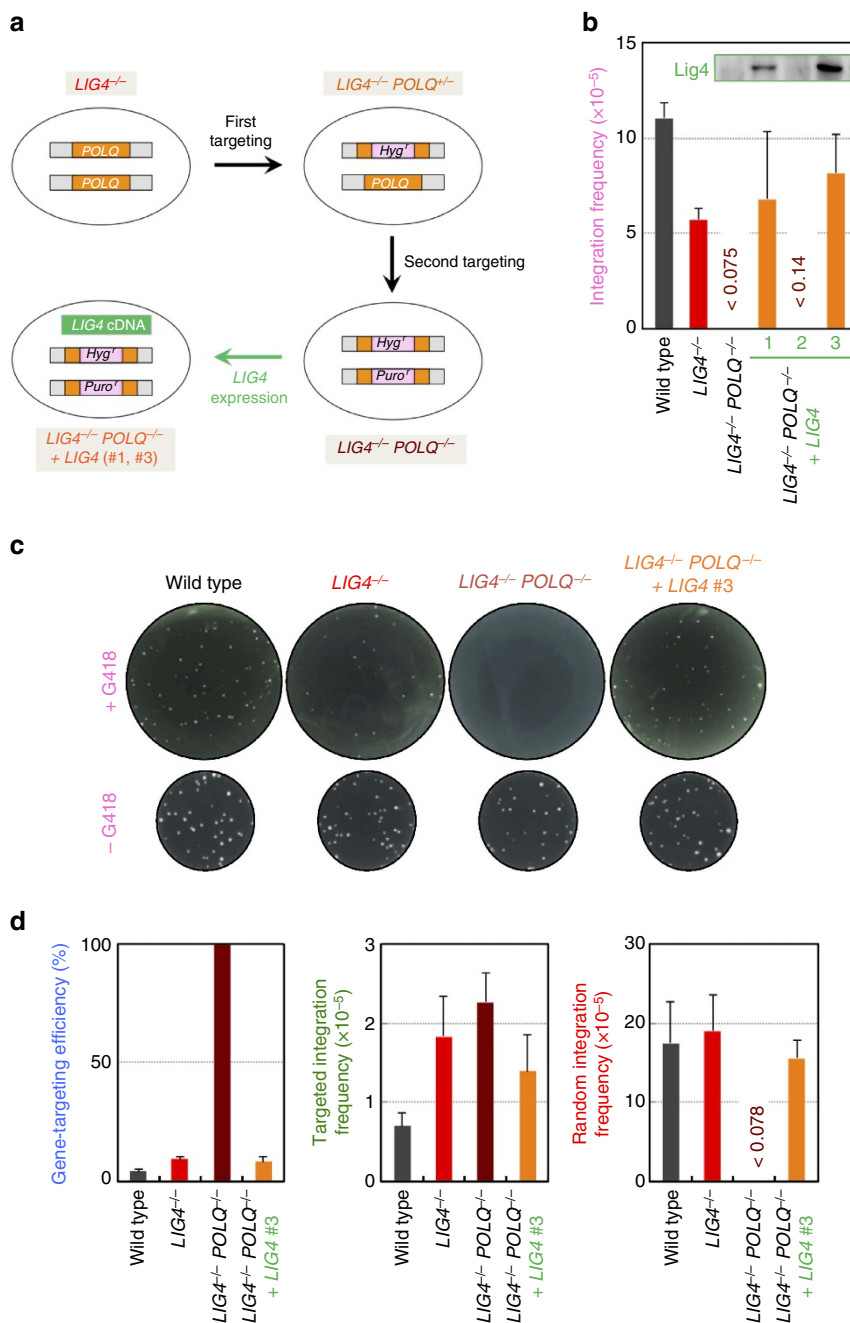 a
LIG4–/–
POLQ
POLQ
First
targeting
LIG4–/– POLQ+/–
Hygr
POLQ
Second targeting
LIG4 cDNA
Hygr
Puror
LIG4
expression
Hygr
Puror
LIG4–/– POLQ–/–
+ LIG4 (#1, #3)
LIG4–/– POLQ–/–
b
Integration frequency (×10–5)
15
10
5
0
Lig4
< 0.075
< 0.14
Wild type
LIG4–/–
LIG4–/– POLQ–/–
1
2
3
LIG4–/– POLQ–/–
+ LIG4
c
Wild type
LIG4–/–
LIG4–/– POLQ–/–
LIG4–/– POLQ–/–
+ LIG4 #3
+ G418
– G418
d
Gene-targeting efficiency (%)
100
50
0
Wild type
LIG4–/–
LIG4–/– POLQ–/–
LIG4–/– POLQ–/–
+ LIG4 #3
Targeted integration
frequency (×10–5)
3
2
1
0
Wild type
LIG4–/–
LIG4–/– POLQ–/–
LIG4–/– POLQ–/–
+ LIG4 #3
Random integration
frequency (×10–5)
30
20
10
0
< 0.078
Wild type
LIG4–/–
LIG4–/– POLQ–/–
LIG4–/– POLQ–/–
+ LIG4 #3